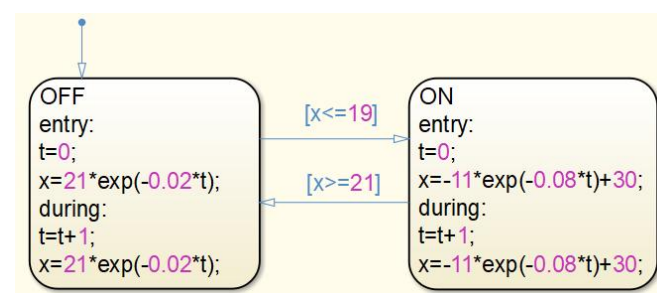 OFF
entry:
t=0;
x=21*exp(-0.02*t);
during:
t=t+1;
x=21*exp(-0.02*t);
[x<=19]
[x>=21]
ON
entry:
t=0;
x=-11*exp(-0.08*t)+30;
during:
t=t+1;
x=-11*exp(-0.08*t)+30;